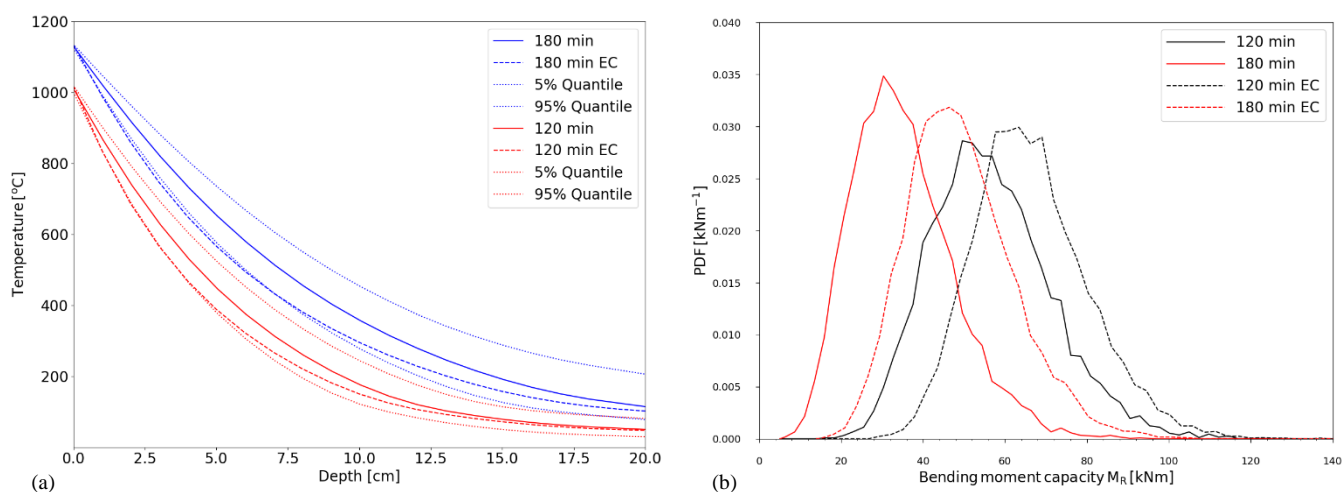 1200
1000
800
600
400
200
0.0 2.5 5.0 7.5 10.0 12.5 15.0 17.5 20.0
Temperature [ºC]
Depth [cm]
180 min
180 min EC
5% Quantile
95% Quantile
120 min
120 min EC
5% Quantile
95% Quantile
(a)
0.040
0.035
0.030
0.025
0.020
0.015
0.010
0.005
0.000
0 20 40 60 80 100 120 140
PDF [kNm⁻¹]
Bending moment capacity M_R [kNm]
120 min
180 min
120 min EC
180 min EC
(b)